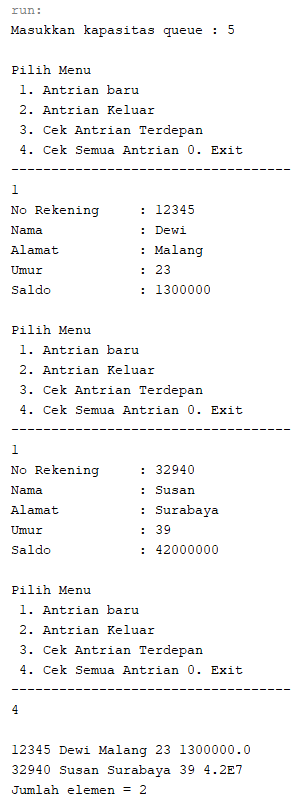 run:
Masukkan kapasitas queue : 5
Pilih Menu
1. Antrian baru
2. Antrian Keluar
3. Cek Antrian Terdepan
4. Cek Semua Antrian 0. Exit
-----------------------------------
1
No Rekening : 12345
Nama : Dewi
Alamat : Malang
Umur : 23
Saldo : 1300000
Pilih Menu
1. Antrian baru
2. Antrian Keluar
3. Cek Antrian Terdepan
4. Cek Semua Antrian 0. Exit
-----------------------------------
1
No Rekening : 32940
Nama : Susan
Alamat : Surabaya
Umur : 39
Saldo : 42000000
Pilih Menu
1. Antrian baru
2. Antrian Keluar
3. Cek Antrian Terdepan
4. Cek Semua Antrian 0. Exit
-----------------------------------
4
12345 Dewi Malang 23 1300000.0
32940 Susan Surabaya 39 4.2E7
Jumlah elemen = 2